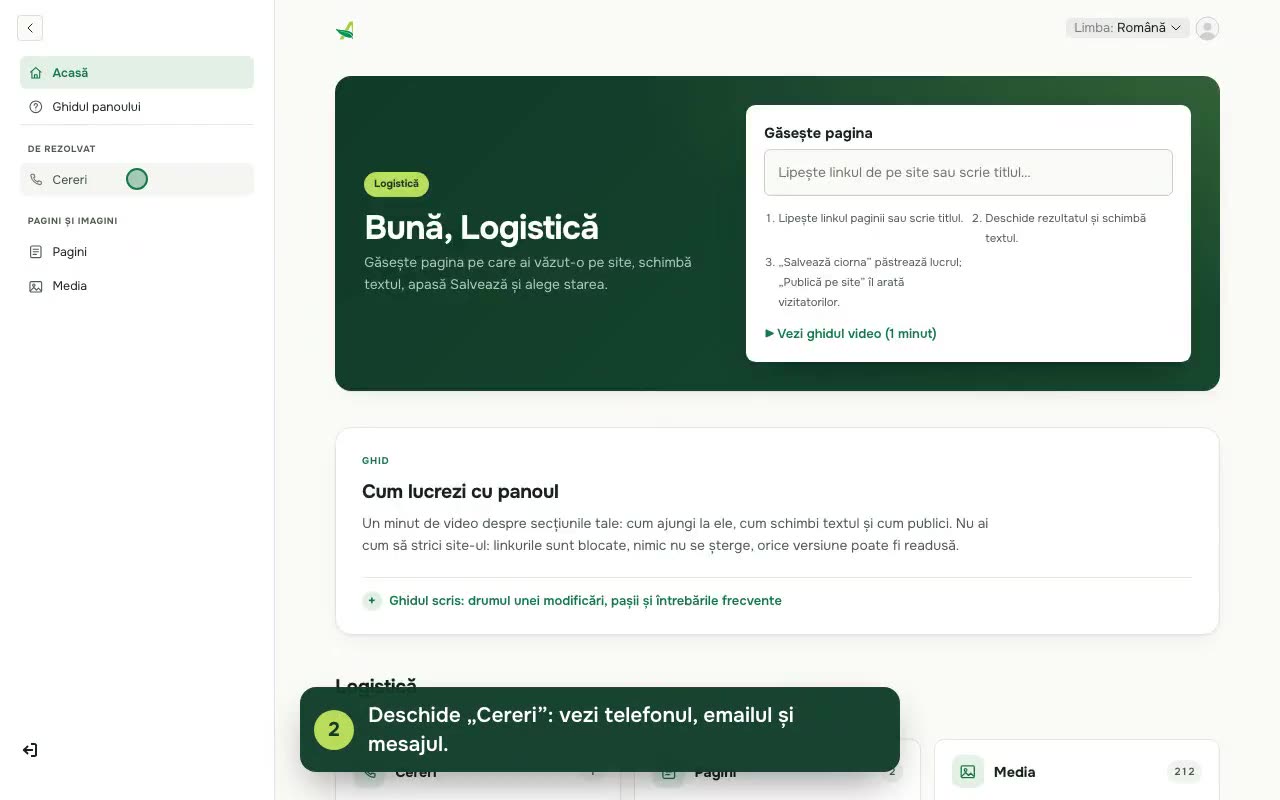 Acasă
Ghidul panoului
DE REZOLVAT
Cereri
PAGINI ȘI IMAGINI
Pagini
Media
Limba: Română
Logistică
Bună, Logistică
Găsește pagina pe care ai văzut-o pe site, schimbă
textul, apasă Salvează și alege starea.
Găsește pagina
Lipește linkul de pe site sau scrie titlul...
1. Lipește linkul paginii sau scrie titlul.
2. Deschide rezultatul și schimbă
textul.
3. „Salvează ciorna” păstrează lucrul;
„Publică pe site” îl arată
vizitatorilor.
▶ Vezi ghidul video (1 minut)
GHID
Cum lucrezi cu panoul
Un minut de video despre secțiunile tale: cum ajungi la ele, cum schimbi textul și cum publici. Nu ai
cum să strici site-ul: linkurile sunt blocate, nimic nu se șterge, orice versiune poate fi readusă.
+ Ghidul scris: drumul unei modificări, pașii și întrebările frecvente
Logistică
2
Deschide „Cereri”: vezi telefonul, emailul și
mesajul.
Cereri
Pagini
2
Media
212